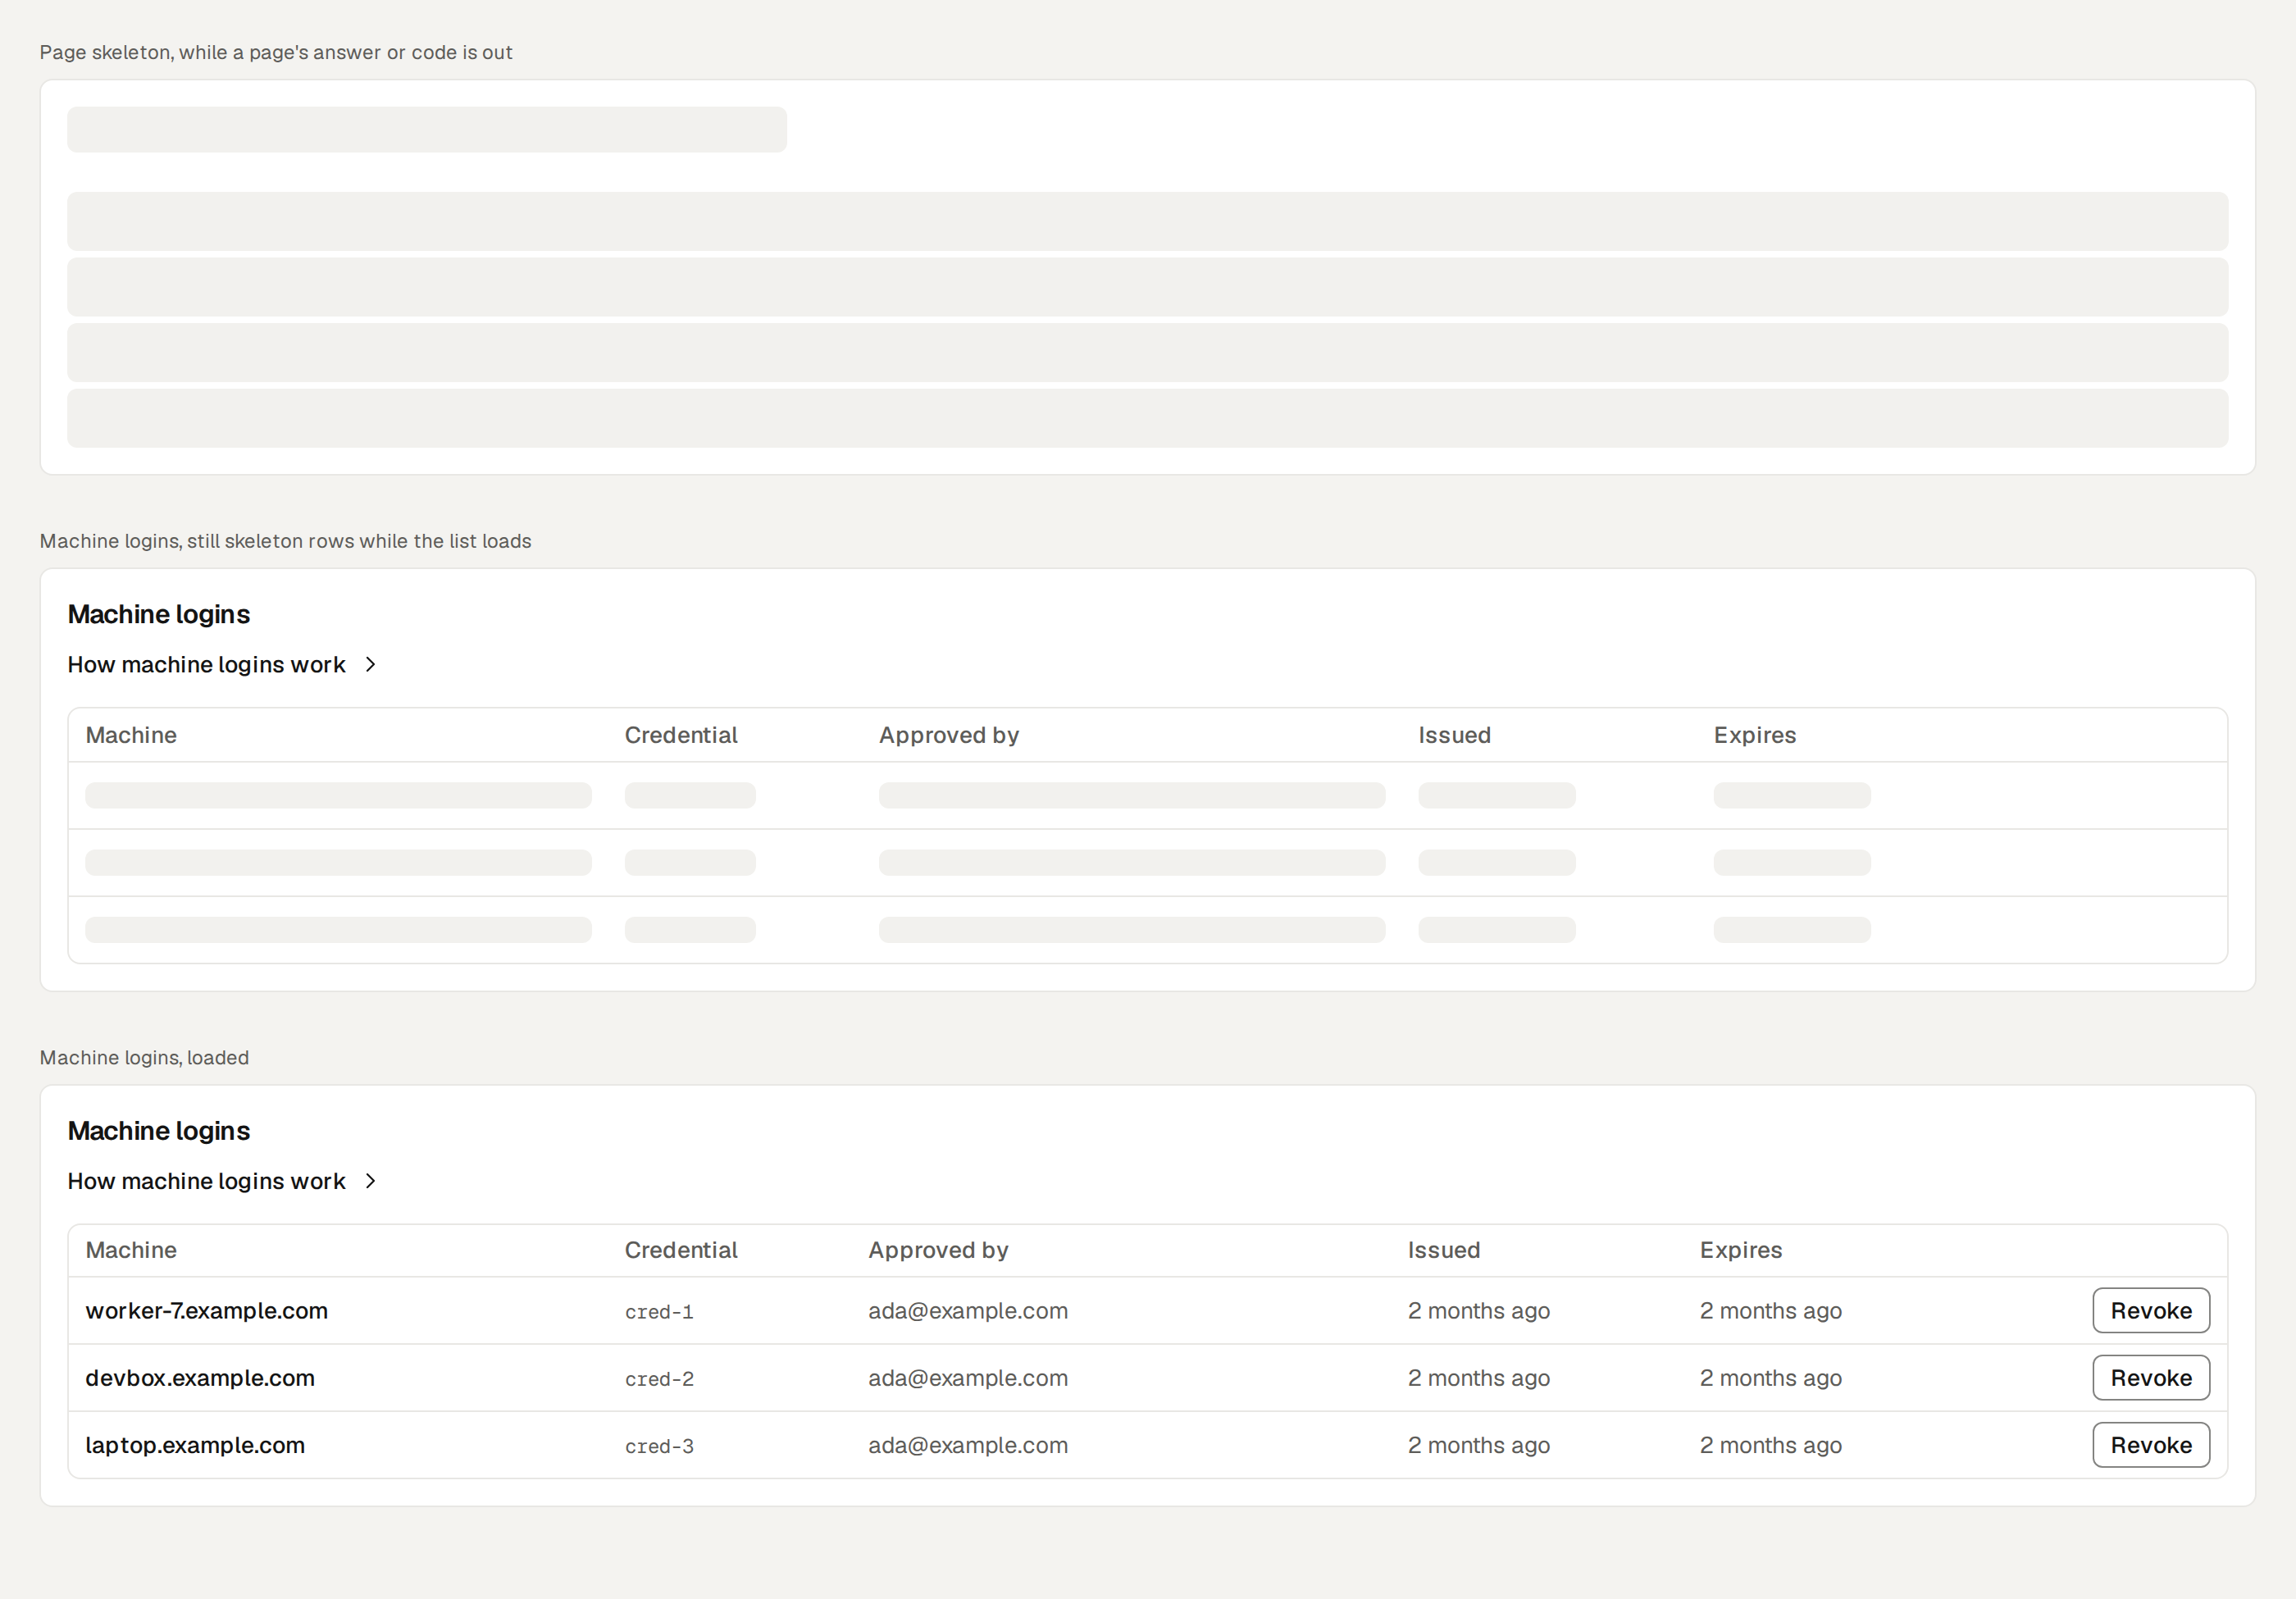 Page skeleton, while a page's answer or code is out
Machine logins, still skeleton rows while the list loads
Machine logins
How machine logins work
Machine Credential Approved by Issued Expires
Machine logins, loaded
Machine logins
How machine logins work
Machine Credential Approved by Issued Expires
worker-7.example.com cred-1 ada@example.com 2 months ago 2 months ago Revoke
devbox.example.com cred-2 ada@example.com 2 months ago 2 months ago Revoke
laptop.example.com cred-3 ada@example.com 2 months ago 2 months ago Revoke